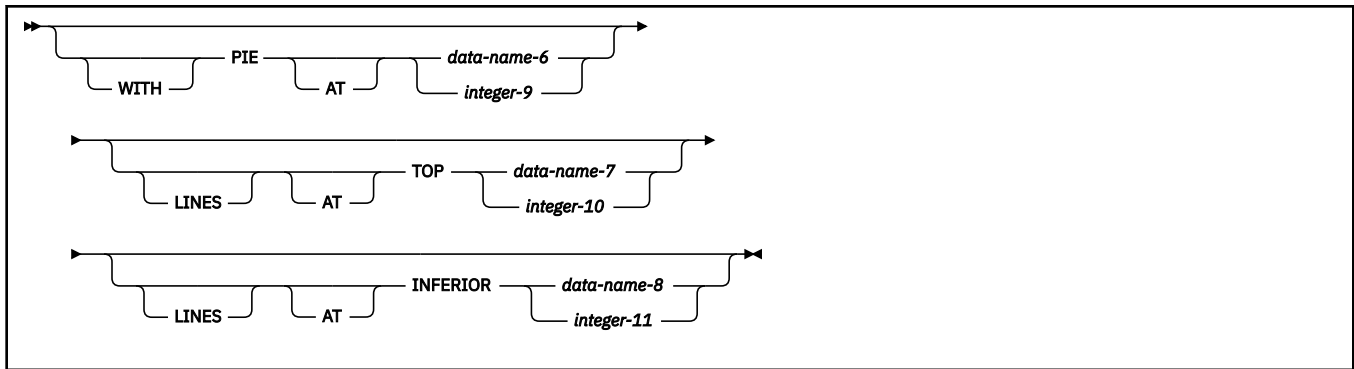 PIE data-name-6
WITH AT integer-9
TOP data-name-7
LINES AT integer-10
INFERIOR data-name-8
LINES AT integer-11